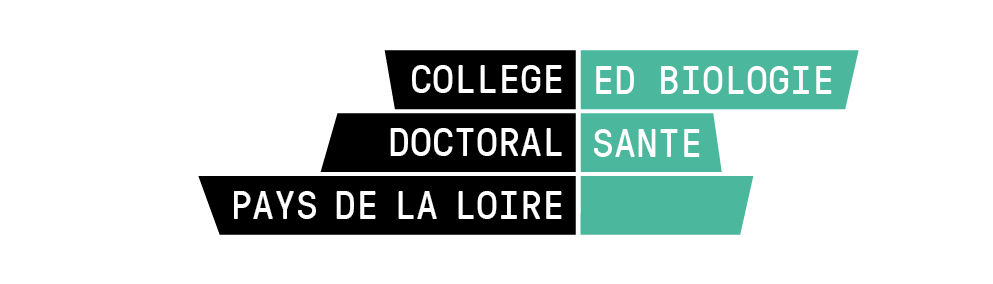 COLLEGE ED BIOLOGIE
DOCTORAL SANTE
PAYS DE LA LOIRE